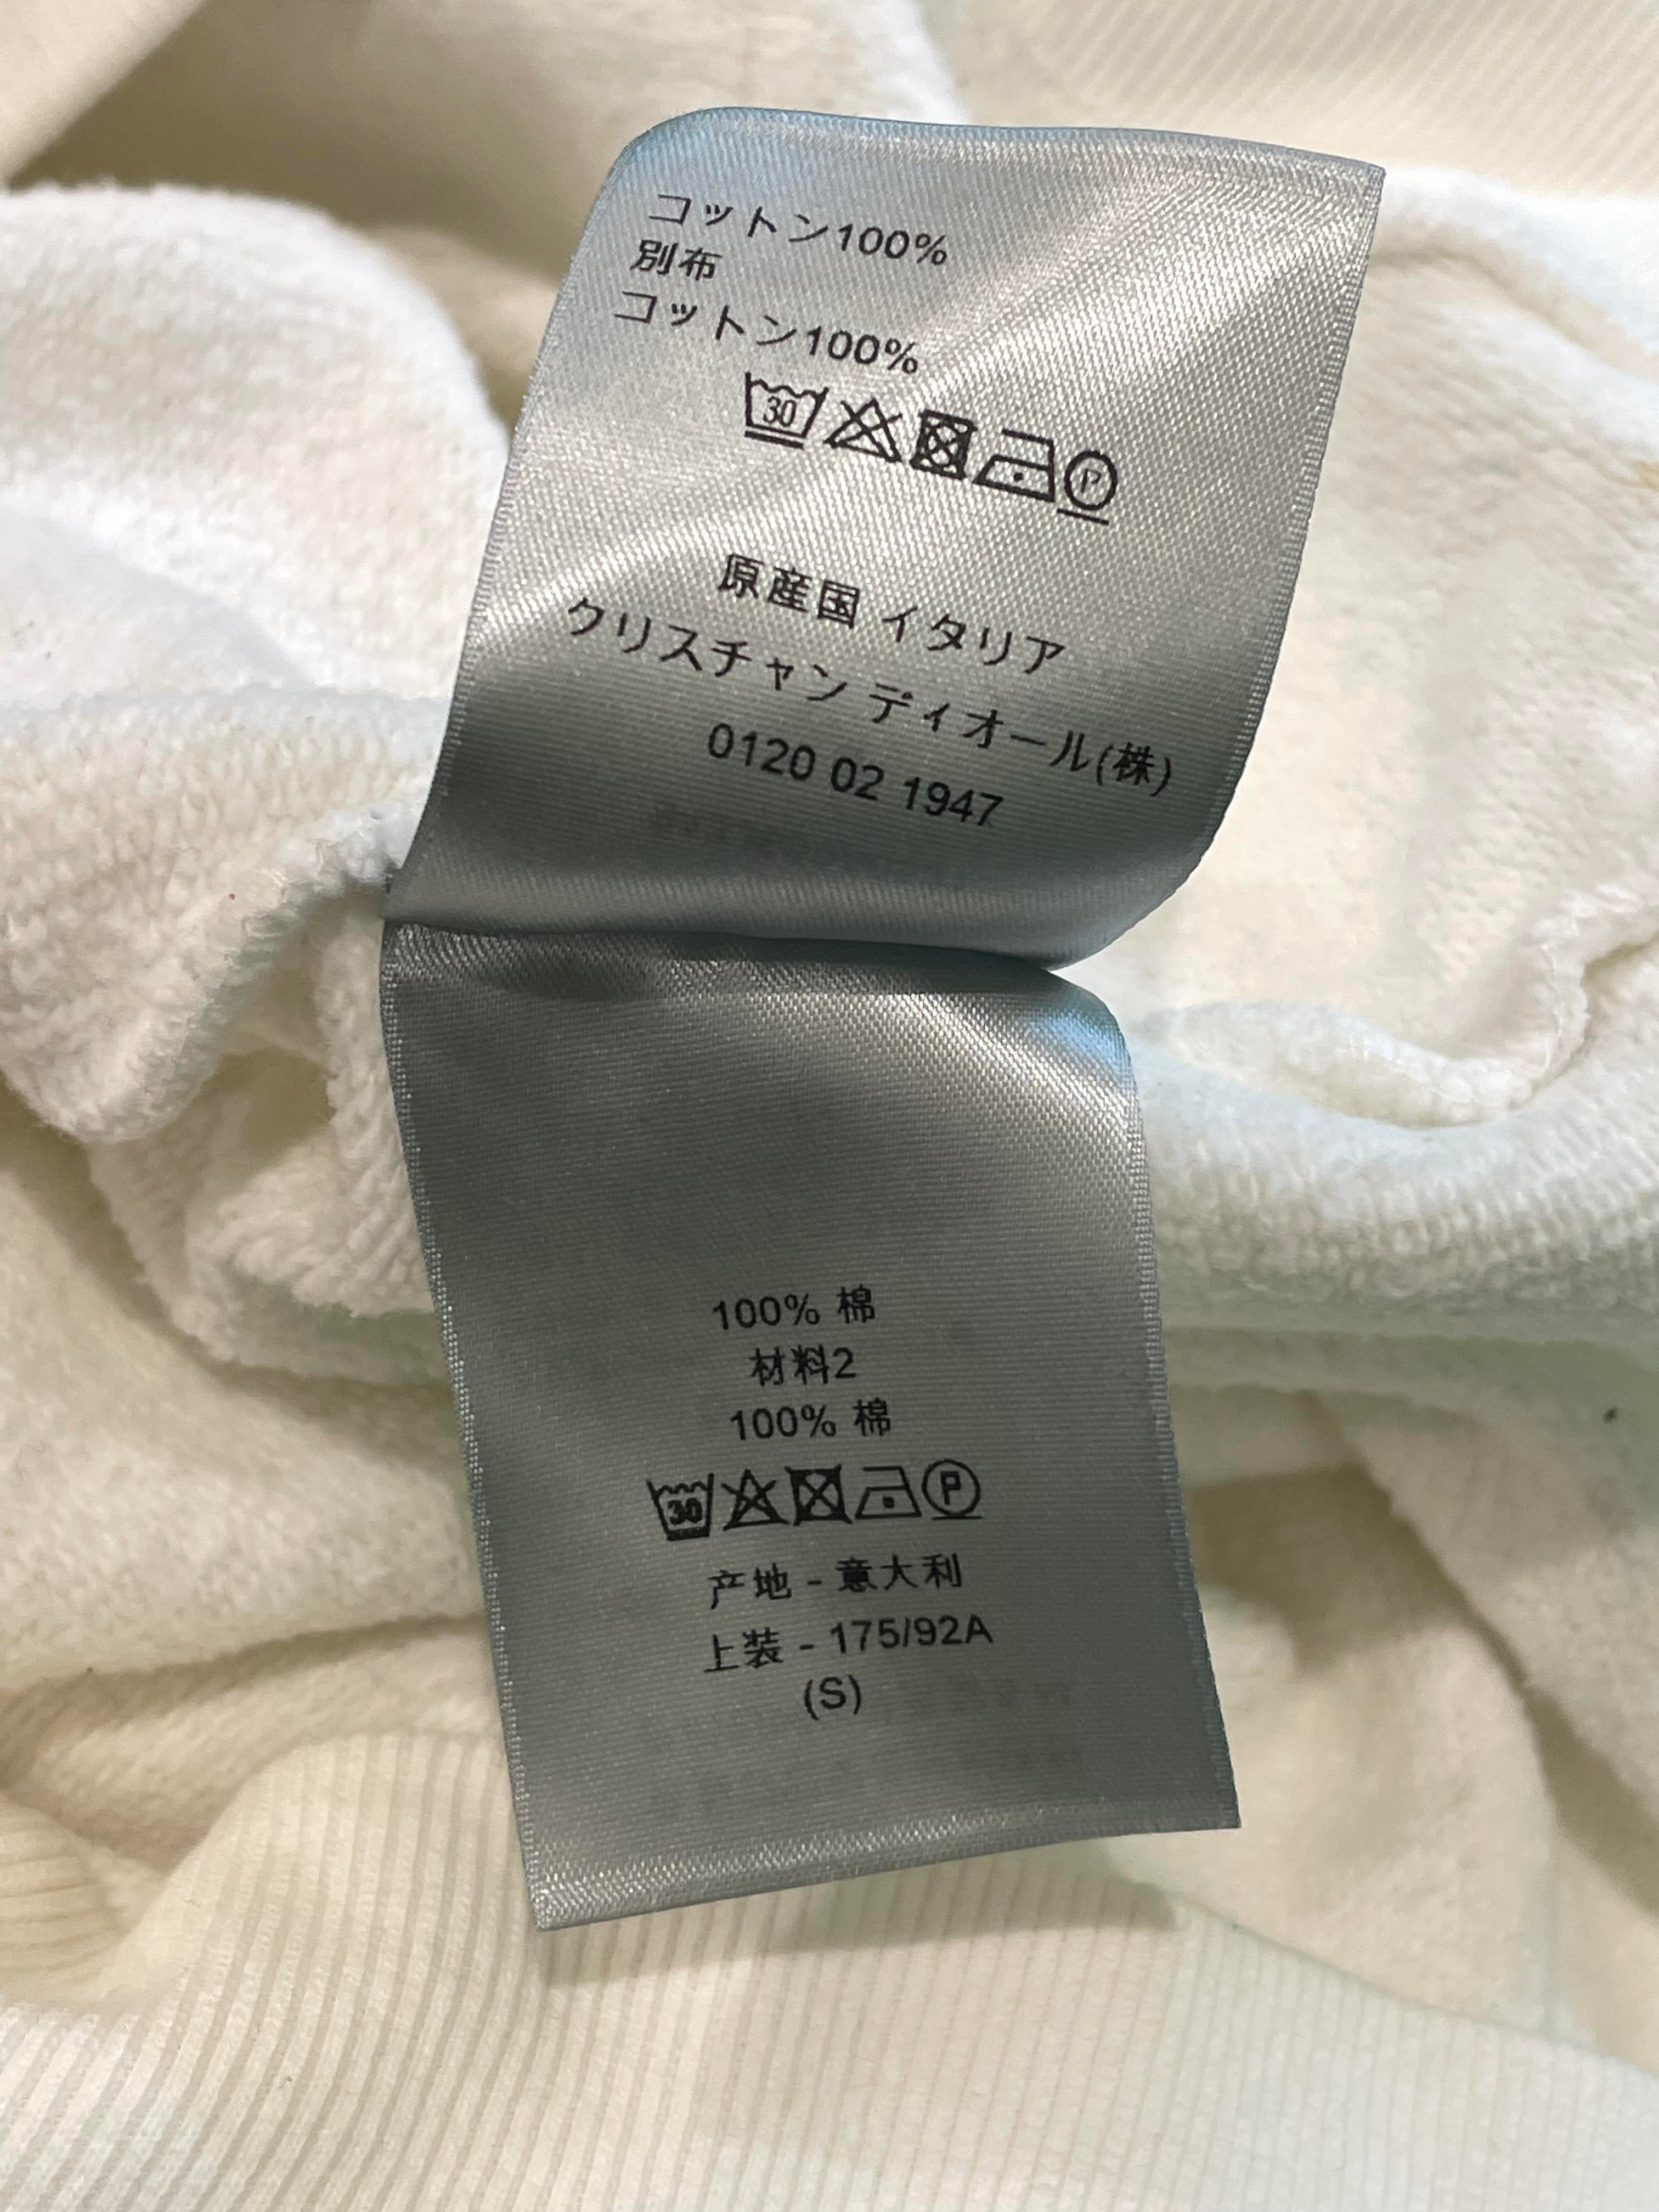 コットン100%
別布
コットン100%
30 P
原産国 イタリア
クリスチャン ディオール(株)
0120 02 1947
100% 棉
材料2
100% 棉
30 P
产地 - 意大利
上装 - 175/92A
(S)